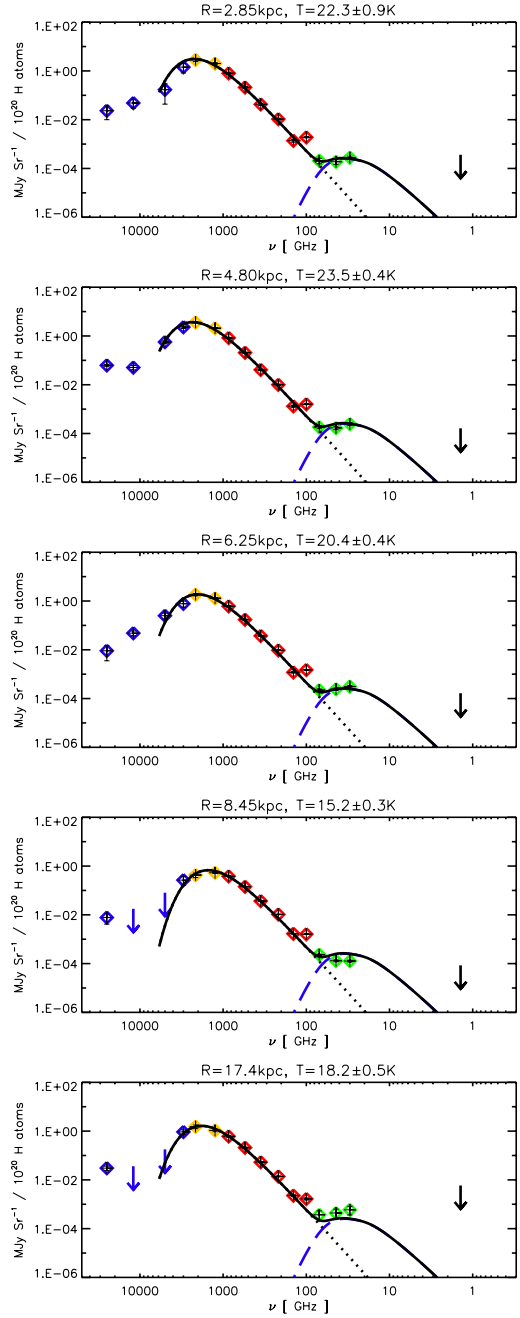 R=2.85kpc, T=22.3±0.9K
1.E+02
1.E+00
1.E-02
1.E-04
1.E-06
MJy Sr⁻¹ / 10²⁰ H atoms
10000 1000 100 10 1
ν [ GHz ]
R=4.80kpc, T=23.5±0.4K
1.E+02
1.E+00
1.E-02
1.E-04
1.E-06
MJy Sr⁻¹ / 10²⁰ H atoms
10000 1000 100 10 1
ν [ GHz ]
R=6.25kpc, T=20.4±0.4K
1.E+02
1.E+00
1.E-02
1.E-04
1.E-06
MJy Sr⁻¹ / 10²⁰ H atoms
10000 1000 100 10 1
ν [ GHz ]
R=8.45kpc, T=15.2±0.3K
1.E+02
1.E+00
1.E-02
1.E-04
1.E-06
MJy Sr⁻¹ / 10²⁰ H atoms
10000 1000 100 10 1
ν [ GHz ]
R=17.4kpc, T=18.2±0.5K
1.E+02
1.E+00
1.E-02
1.E-04
1.E-06
MJy Sr⁻¹ / 10²⁰ H atoms
10000 1000 100 10 1
ν [ GHz ]